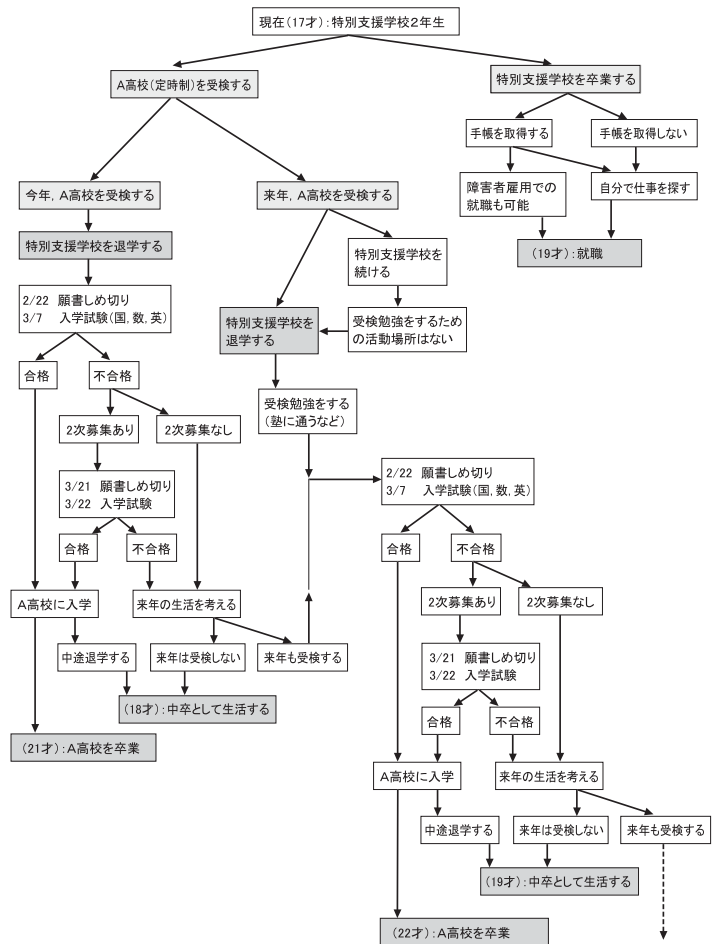 現在(17才):特別支援学校2年生
A高校(定時制)を受検する
特別支援学校を卒業する
手帳を取得する
手帳を取得しない
障害者雇用での
就職も可能
自分で仕事を探す
(19才):就職
今年,A高校を受検する
来年,A高校を受検する
特別支援学校を退学する
特別支援学校を
続ける
2/22 願書しめ切り
3/7 入学試験(国,数,英)
特別支援学校を
退学する
受検勉強をするため
の活動場所はない
合格
不合格
受検勉強をする
(塾に通うなど)
2次募集あり
2次募集なし
3/21 願書しめ切り
3/22 入学試験
合格
不合格
A高校に入学
来年の生活を考える
中途退学する
来年は受検しない
来年も受検する
(18才):中卒として生活する
(21才):A高校を卒業
2/22 願書しめ切り
3/7 入学試験(国,数,英)
合格
不合格
2次募集あり
2次募集なし
3/21 願書しめ切り
3/22 入学試験
合格
不合格
A高校に入学
来年の生活を考える
中途退学する
来年は受検しない
来年も受検する
(19才):中卒として生活する
(22才):A高校を卒業